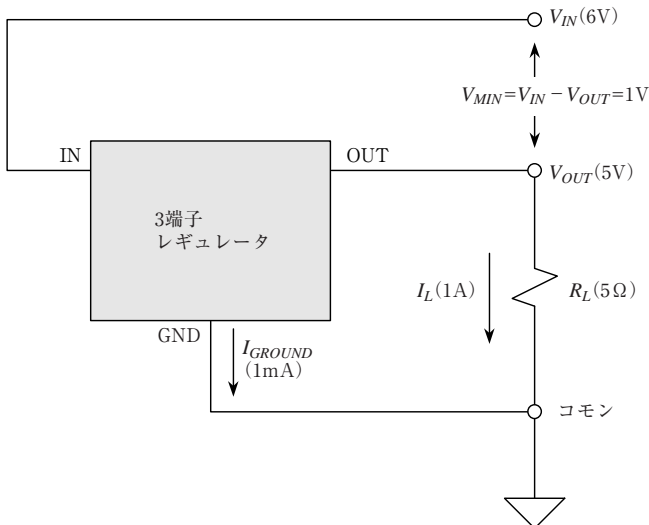 V_IN(6V)
V_MIN=V_IN－V_OUT=1V
IN
OUT
V_OUT(5V)
3端子
レギュレータ
I_L(1A)
R_L(5Ω)
GND
I_GROUND
(1mA)
コモン